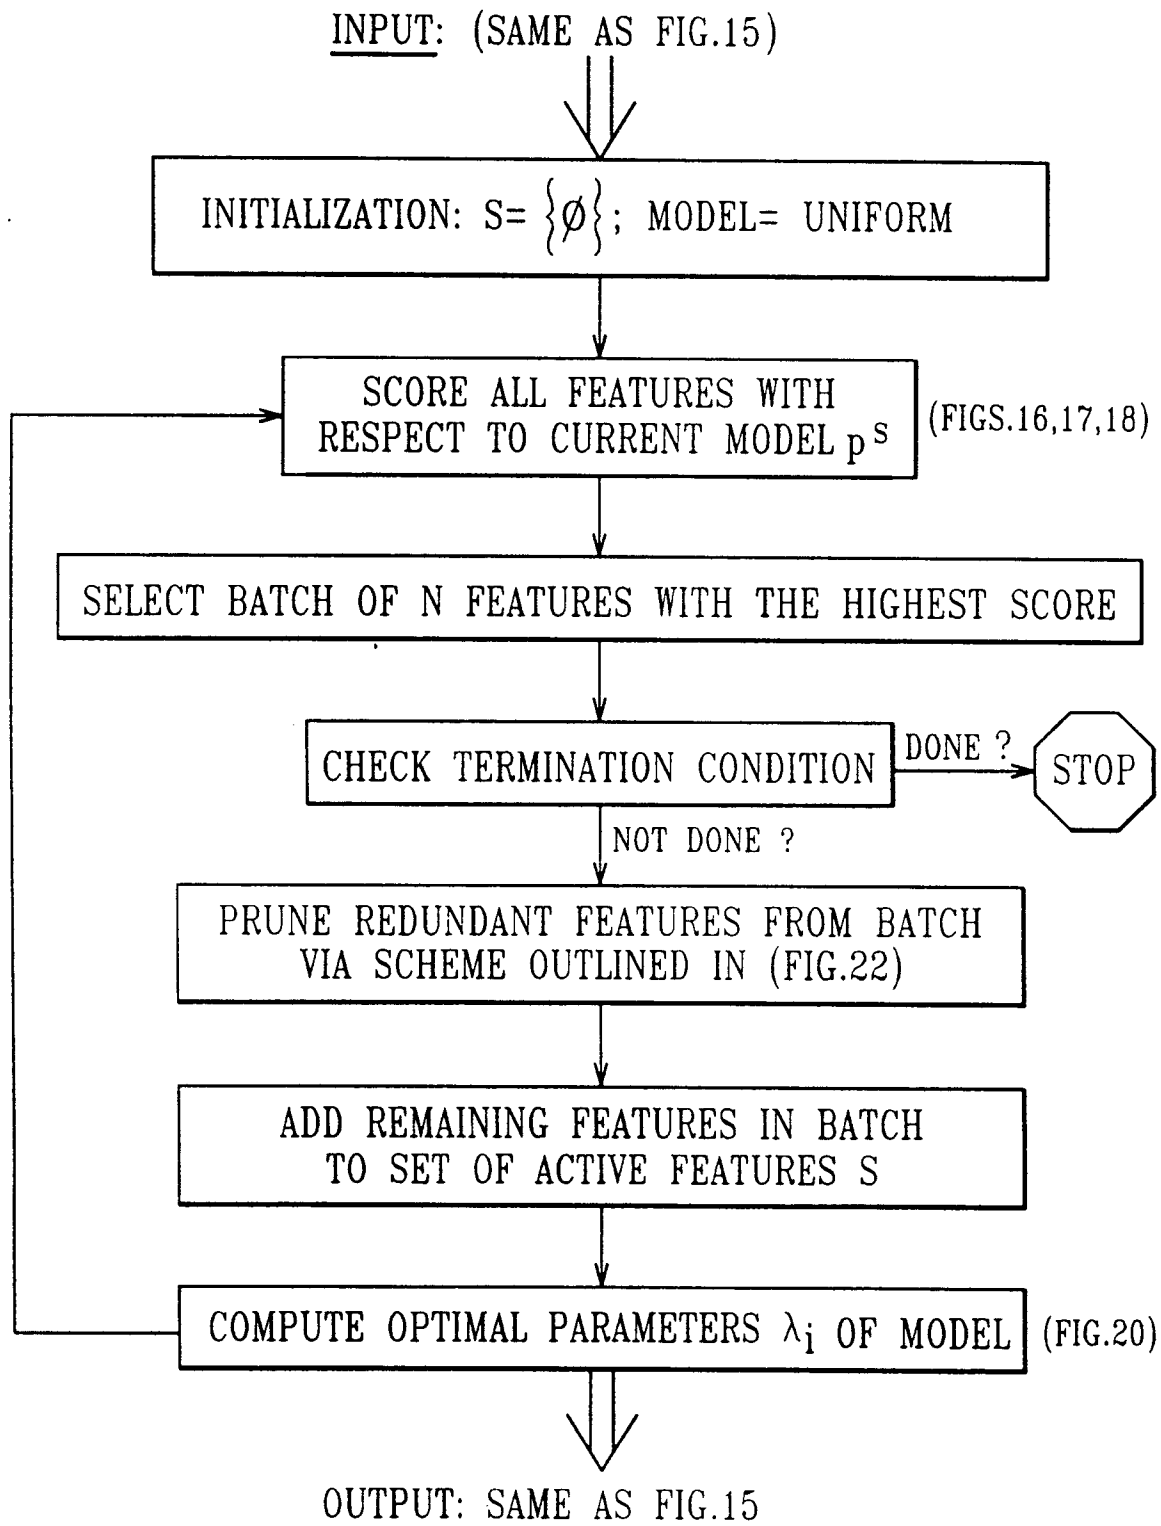 INPUT: (SAME AS FIG.15)
INITIALIZATION: S= {∅}; MODEL= UNIFORM
SCORE ALL FEATURES WITH
RESPECT TO CURRENT MODEL pS
(FIGS.16,17,18)
SELECT BATCH OF N FEATURES WITH THE HIGHEST SCORE
CHECK TERMINATION CONDITION
DONE ?
STOP
NOT DONE ?
PRUNE REDUNDANT FEATURES FROM BATCH
VIA SCHEME OUTLINED IN (FIG.22)
ADD REMAINING FEATURES IN BATCH
TO SET OF ACTIVE FEATURES S
COMPUTE OPTIMAL PARAMETERS λi OF MODEL
(FIG.20)
OUTPUT: SAME AS FIG.15